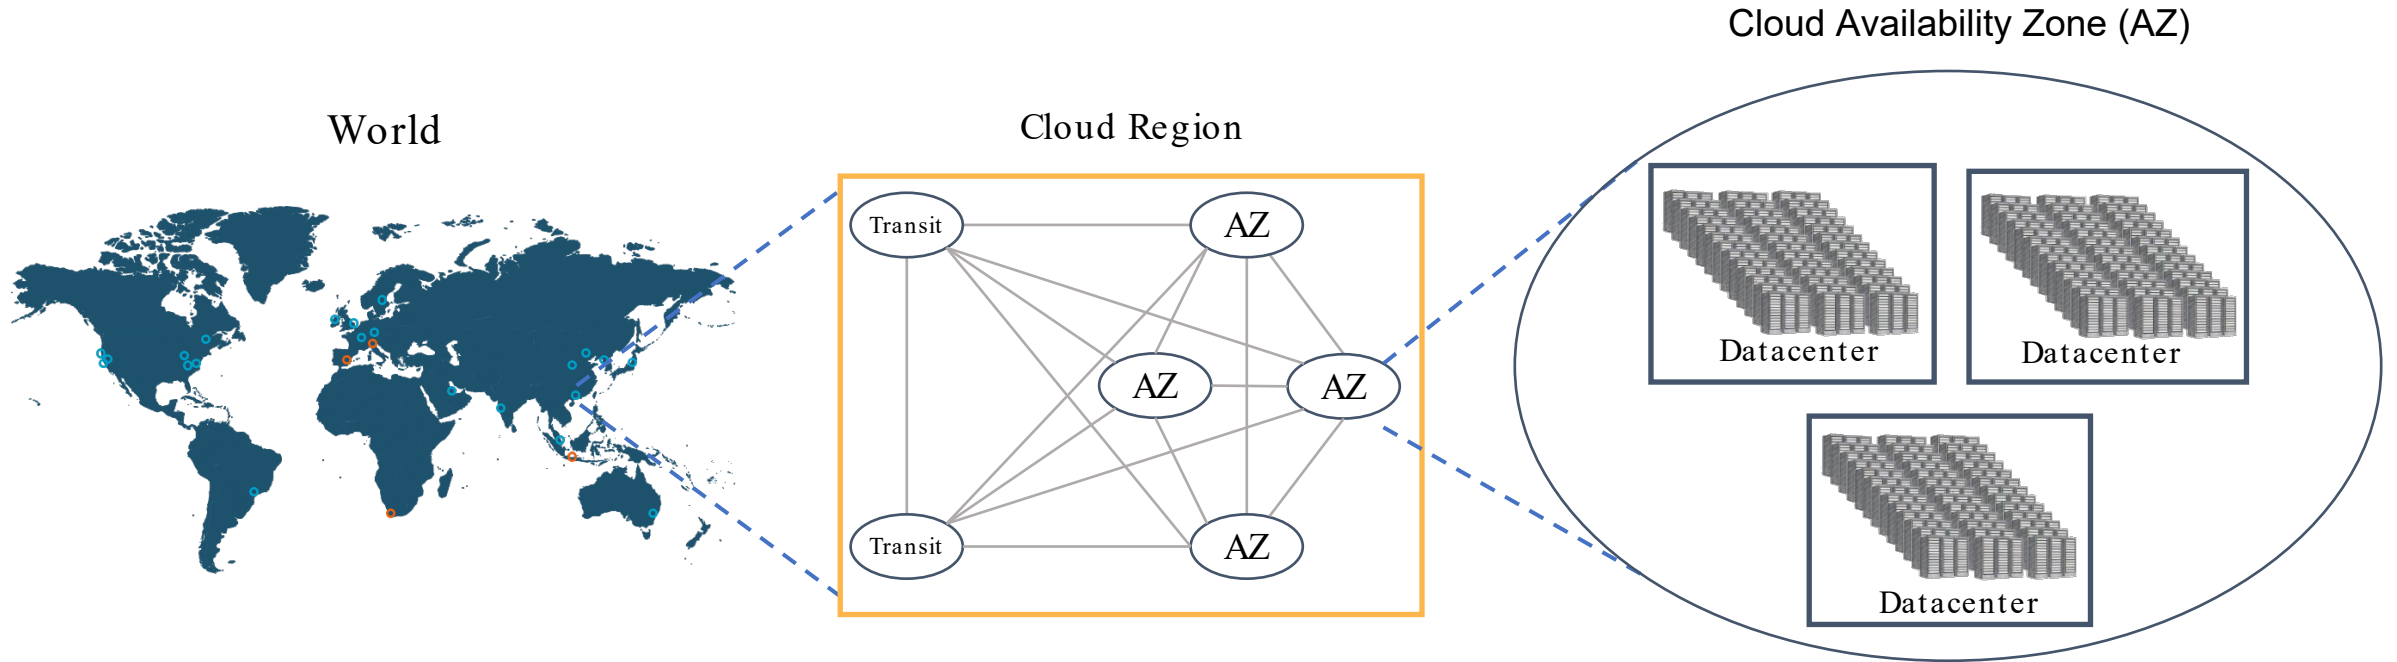 World
Cloud Region
Transit
AZ
AZ
AZ
Transit
AZ
Cloud Availability Zone (AZ)
Datacenter
Datacenter
Datacenter